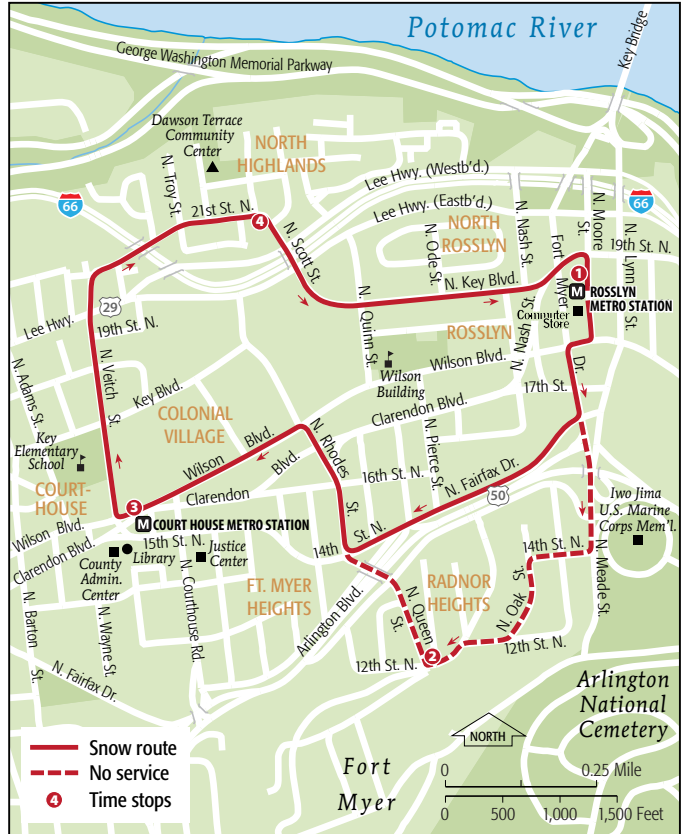 Potomac River
George Washington Memorial Parkway
Key Bridge
Dawson Terrace
Community
Center
NORTH
HIGHLANDS
N. Troy St.
Lee Hwy. (Westb'd.)
66
21st St. N.
4
Lee Hwy. (Eastb'd.)
N. Scott St.
NORTH
ROSSLYN
N. Nash St.
N. Moore
St.
66
19th St. N.
N. Lynn St.
Fort
Myer
Dr.
N. Ode St.
N. Key Blvd.
1
M
ROSSLYN
METRO STATION
Commuter
Store
29
Lee Hwy.
19th St. N.
N. Quinn St.
ROSSLYN
N. Nash St.
N. Adams St.
N. Veitch
St.
Key Blvd.
Wilson
Building
Wilson Blvd.
17th St.
COLONIAL
VILLAGE
Clarendon Blvd.
Key
Elementary
School
Wilson
Blvd.
N. Rhodes
St.
N. Pierce St.
Clarendon
Blvd.
16th St. N.
N. Fairfax Dr.
50
Iwo Jima
U.S. Marine
Corps Mem'l.
COURT-
HOUSE
3
M
COURT HOUSE METRO STATION
Wilson Blvd.
Clarendon Blvd.
15th St. N.
County
Admin.
Center
Library
Justice
Center
14th
St. N.
14th St. N.
N. Meade St.
FT. MYER
HEIGHTS
Arlington Blvd.
RADNOR
HEIGHTS
N. Queen
St.
N. Oak
St.
N. Barton
St.
N. Wayne St.
N. Courthouse Rd.
12th St. N.
2
12th St. N.
N. Fairfax Dr.
Arlington
National
Cemetery
NORTH
Snow route
No service
4
Time stops
Fort
Myer
0
0.25 Mile
0
500
1,000
1,500 Feet